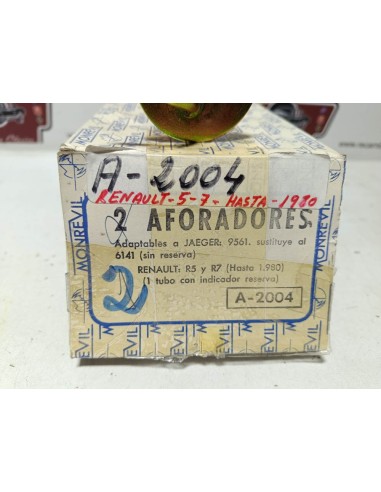 A-2004
RENAULT-5-7-HASTA-1980
2 AFORADORES
Adaptables a JAEGER: 9561. sustituye al
6141 (sin reserva)
RENAULT: R5 y R7 (Hasta 1.980)
(1 tubo con indicador reserva)
2
A-2004
MONREVIL
MONREVIL